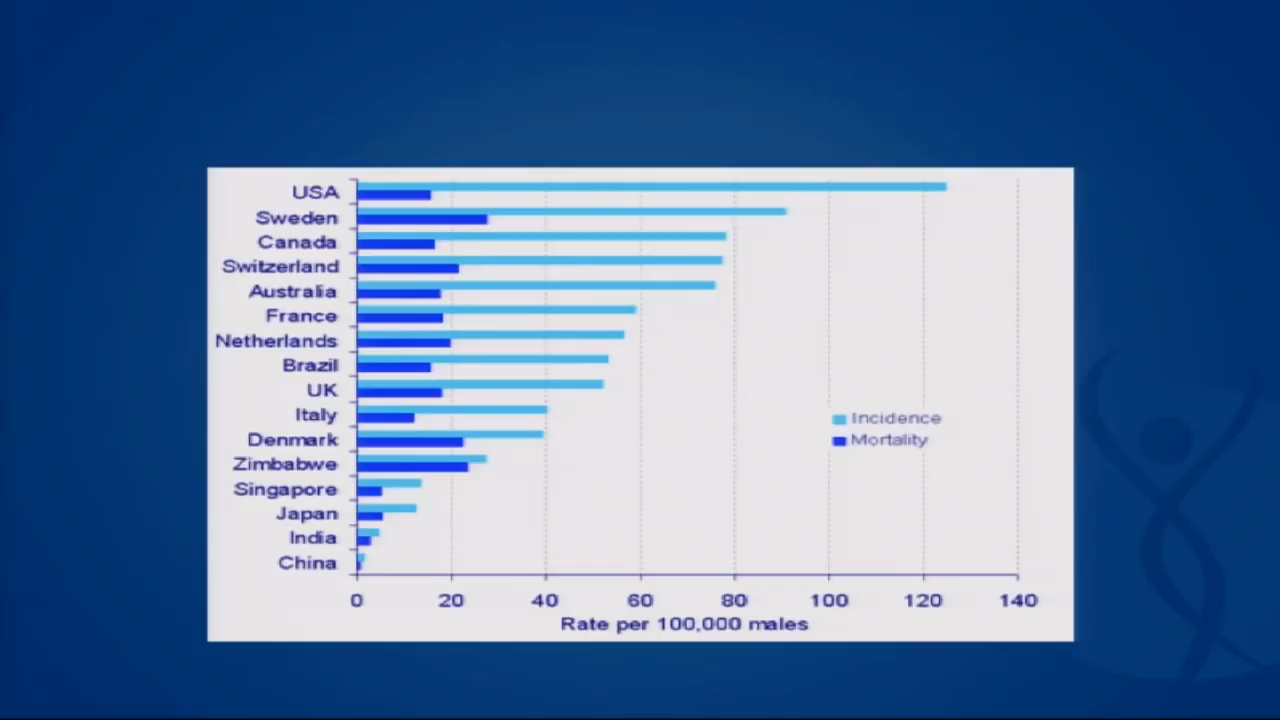 USA
Sweden
Canada
Switzerland
Australia
France
Netherlands
Brazil
UK
Italy
Incidence
Denmark
Mortality
Zimbabwe
Singapore
Japan
India
China
0 20 40 60 80 100 120 140
Rate per 100,000 males